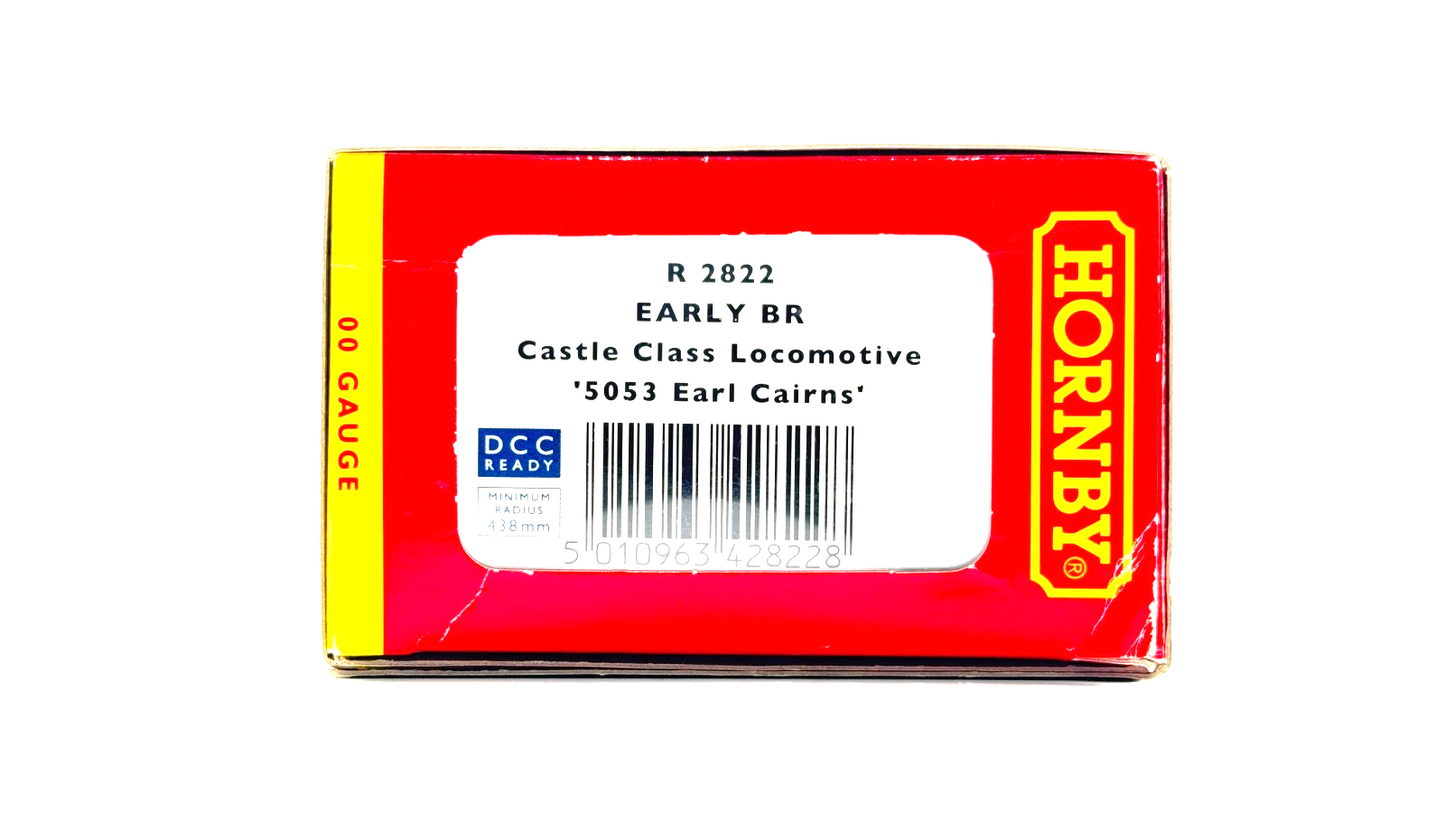 00 GAUGE
R 2822
EARLY BR
Castle Class Locomotive
'5053 Earl Cairns'
DCC
READY
MINIMUM
RADIUS
438mm
5 010963 428228
HORNBY®